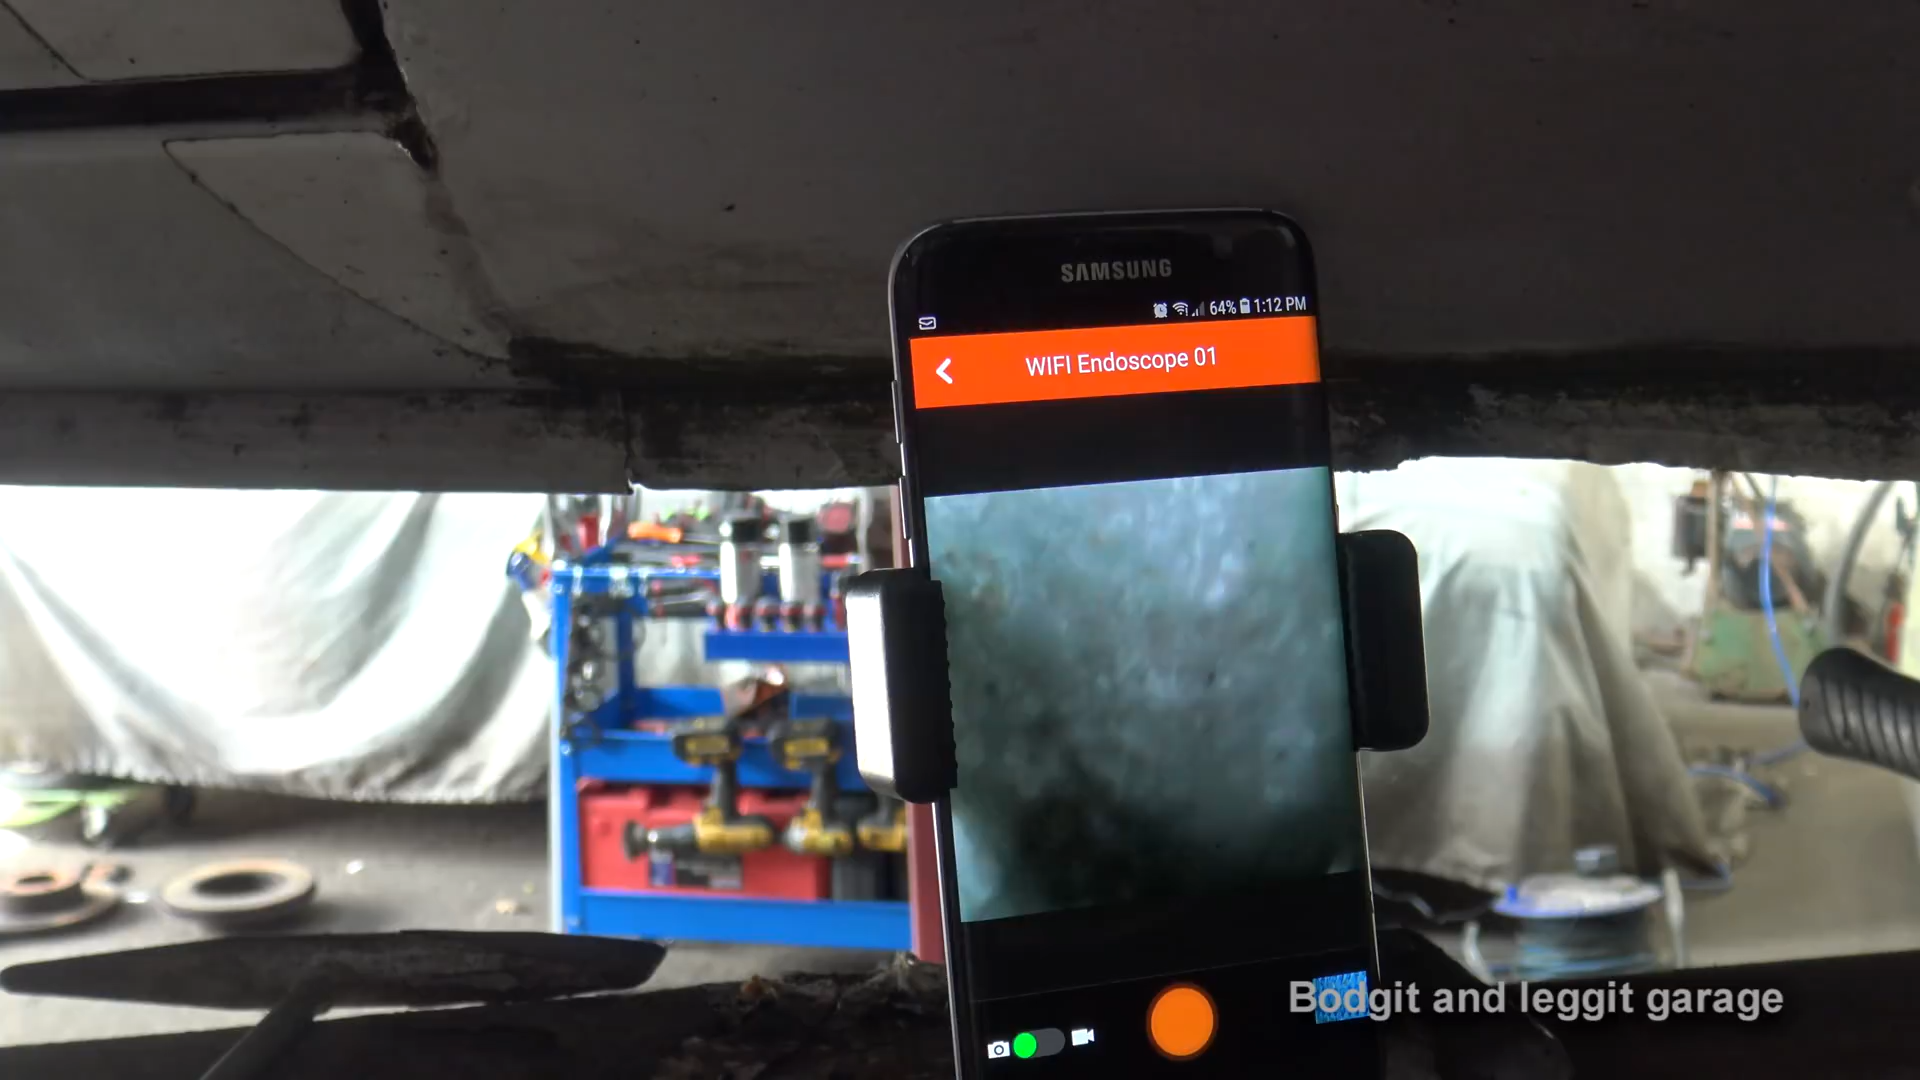 SAMSUNG
64% 1:12 PM
WIFI Endoscope 01
Bodgit and leggit garage